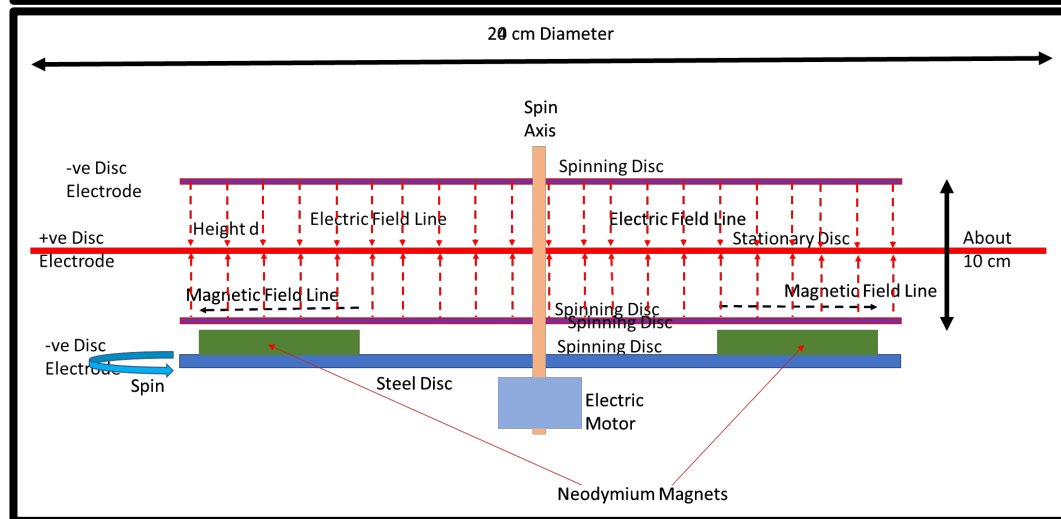 cm Diameter
Spin
Axis
-ve Disc
Electrode
Spinning Disc
Electric Field Line
Electric Field Line
Height d
+ve Disc
Electrode
Stationary Disc
About
10 cm
Magnetic Field Line
Magnetic Field Line
Spinning Disc
Spinning Disc
-ve Disc
Electrode
Spinning Disc
Spin
Steel Disc
Electric
Motor
Neodymium Magnets